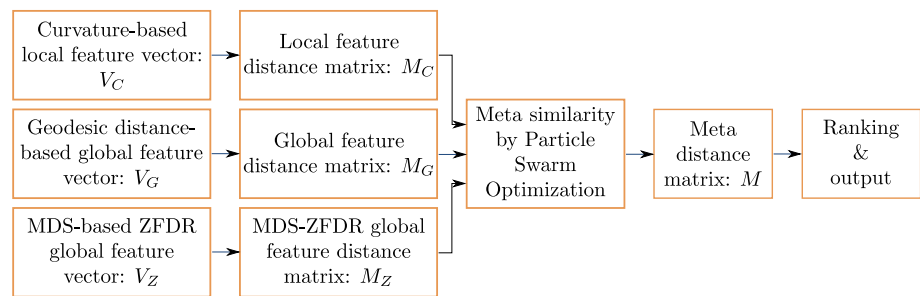 Curvature-based
local feature vector:
V_C
Local feature
distance matrix: M_C
Geodesic distance-
based global feature
vector: V_G
Global feature
distance matrix: M_G
MDS-based ZFDR
global feature
vector: V_Z
MDS-ZFDR global
feature distance
matrix: M_Z
Meta similarity
by Particle
Swarm
Optimization
Meta
distance
matrix: M
Ranking
&
output